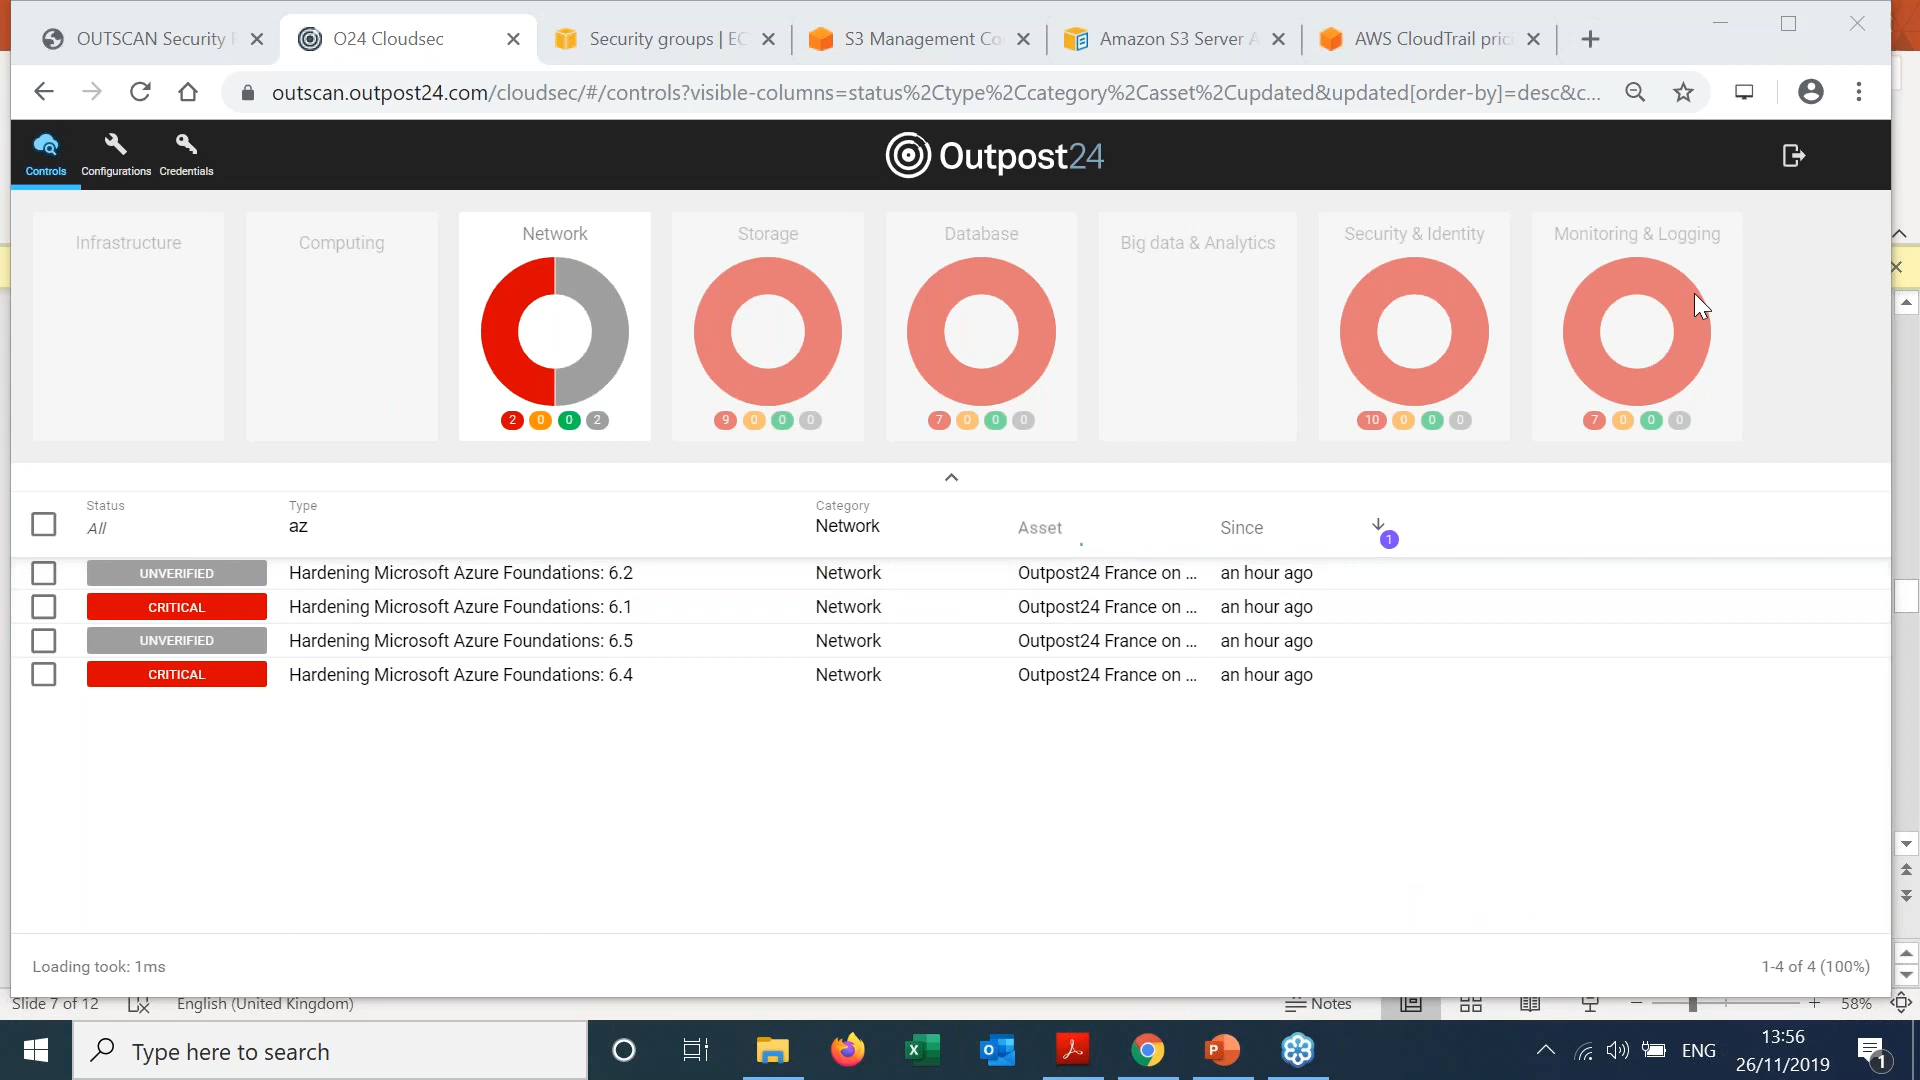 OUTSCAN Security
O24 Cloudsec
Security groups | EC
S3 Management Co
Amazon S3 Server A
AWS CloudTrail prici
outscan.outpost24.com/cloudsec/#/controls?visible-columns=status%2Ctype%2Ccategory%2Casset%2Cupdated&updated[order-by]=desc&c...
Controls
Configurations
Credentials
Outpost24
Infrastructure
Computing
Network
Storage
Database
Big data & Analytics
Security & Identity
Monitoring & Logging
2 0 0 2
9 0 0 0
7 0 0 0
10 0 0 0
7 0 0 0
Status Type Category
All az Network Asset Since 1
UNVERIFIED Hardening Microsoft Azure Foundations: 6.2 Network Outpost24 France on ... an hour ago
CRITICAL Hardening Microsoft Azure Foundations: 6.1 Network Outpost24 France on ... an hour ago
UNVERIFIED Hardening Microsoft Azure Foundations: 6.5 Network Outpost24 France on ... an hour ago
CRITICAL Hardening Microsoft Azure Foundations: 6.4 Network Outpost24 France on ... an hour ago
Loading took: 1ms 1-4 of 4 (100%)
Slide 7 of 12 English (United Kingdom) Notes 58%
Type here to search
ENG
13:56
26/11/2019
1